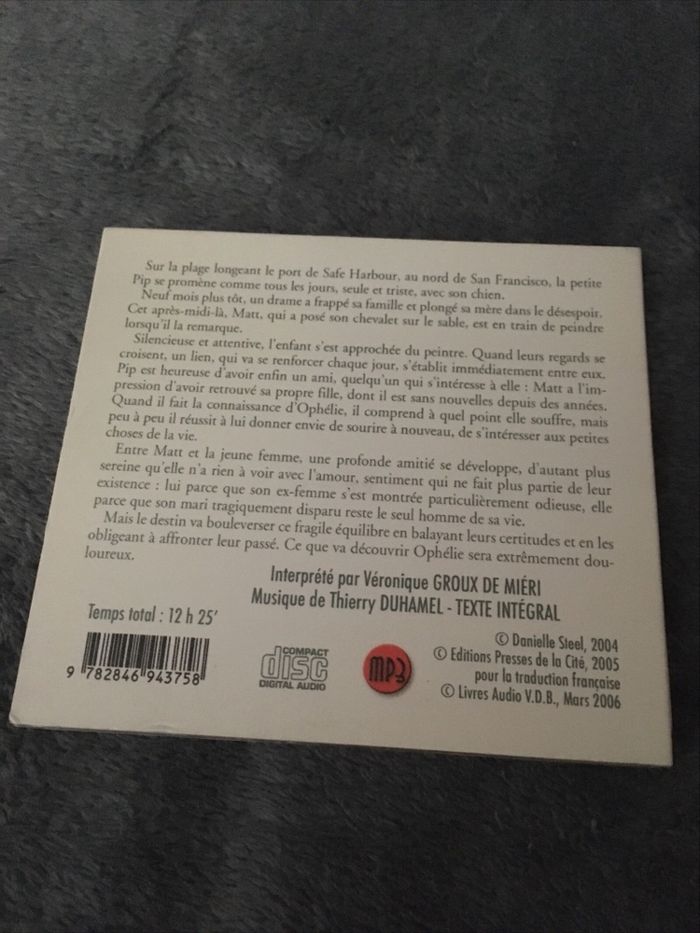 Sur la plage longeant le port de Safe Harbour, au nord de San Francisco, la petite
Pip se promène comme tous les jours, seule et triste, avec son chien.
Neuf mois plus tôt, un drame a frappé sa famille et plongé sa mère dans le désespoir.
Cet après-midi-là, Matt, qui a posé son chevalet sur le sable, est en train de peindre
lorsqu'il la remarque.
Silencieuse et attentive, l'enfant s'est approchée du peintre. Quand leurs regards se
croisent, un lien, qui va se renforcer chaque jour, s'établit immédiatement entre eux.
Pip est heureuse d'avoir enfin un ami, quelqu'un qui s'intéresse à elle : Matt a l'im-
pression d'avoir retrouvé sa propre fille, dont il est sans nouvelles depuis des années.
Quand il fait la connaissance d'Ophélie, il comprend à quel point elle souffre, mais
peu à peu il réussit à lui donner envie de sourire à nouveau, de s'intéresser aux petites
choses de la vie.
Entre Matt et la jeune femme, une profonde amitié se développe, d'autant plus
sereine qu'elle n'a rien à voir avec l'amour, sentiment qui ne fait plus partie de leur
existence : lui parce que son ex-femme s'est montrée particulièrement odieuse, elle
parce que son mari tragiquement disparu reste le seul homme de sa vie.
Mais le destin va bouleverser ce fragile équilibre en balayant leurs certitudes et en les
obligeant à affronter leur passé. Ce que va découvrir Ophélie sera extrêmement dou-
loureux.
Interprété par Véronique GROUX DE MIÉRI
Musique de Thierry DUHAMEL - TEXTE INTÉGRAL
Temps total : 12 h 25'
9 782846 943758
COMPACT
disc
DIGITAL AUDIO
MP3
© Danielle Steel, 2004
© Editions Presses de la Cité, 2005
pour la traduction française
© Livres Audio V.D.B., Mars 2006